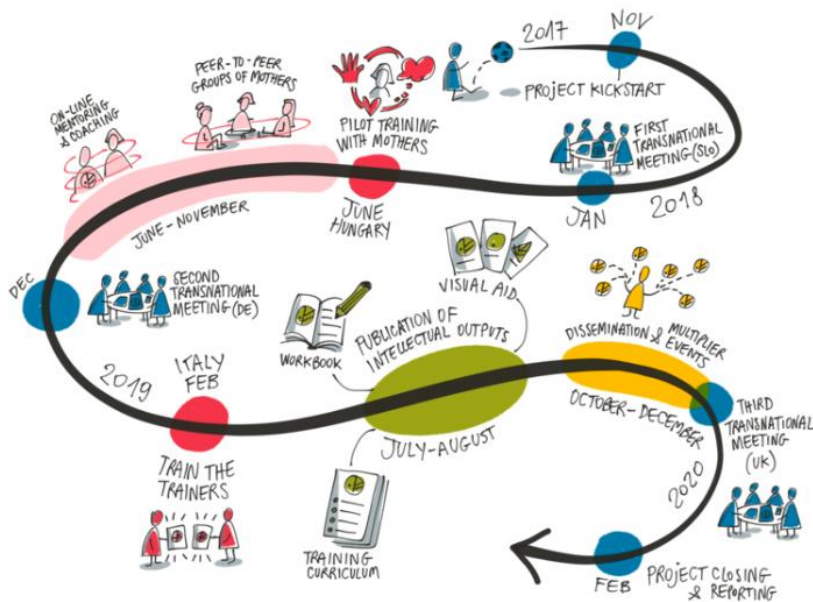 2017
NOV
PROJECT KICKSTART
FIRST
TRANSNATIONAL
MEETING (SLO)
JAN
2018
PILOT TRAINING
WITH MOTHERS
JUNE
HUNGARY
PEER-TO-PEER
GROUPS OF MOTHERS
ON-LINE
MENTORING
& COACHING
JUNE-NOVEMBER
DEC
SECOND
TRANSNATIONAL
MEETING (DE)
2019
ITALY
FEB
TRAIN THE
TRAINERS
WORKBOOK
PUBLICATION OF
INTELLECTUAL OUTPUTS
VISUAL AID
JULY-AUGUST
TRAINING
CURRICULUM
DISSEMINATION & MULTIPLIER
EVENTS
OCTOBER-DECEMBER
THIRD
TRANSNATIONAL
MEETING
(UK)
2020
FEB
PROJECT CLOSING
& REPORTING